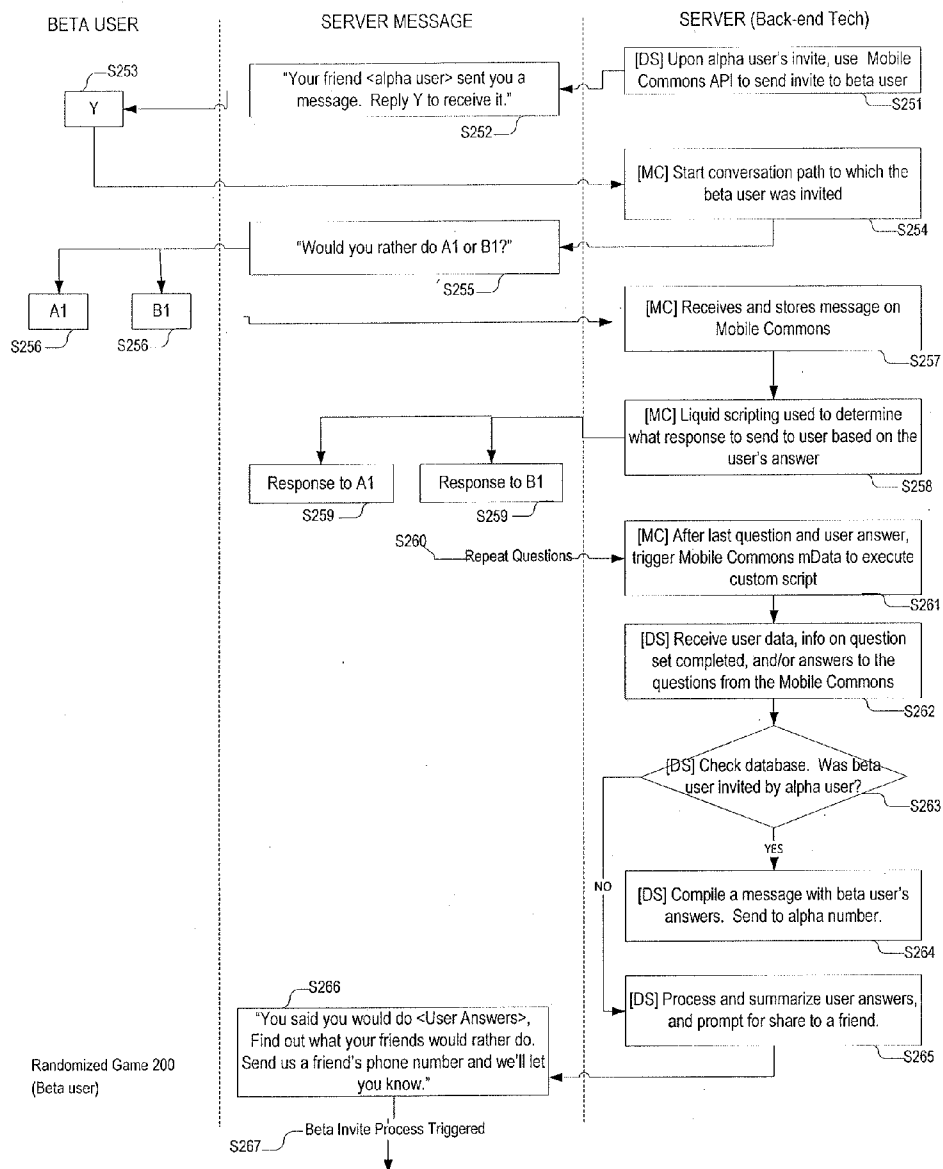 BETA USER
SERVER MESSAGE
SERVER (Back-end Tech)
S253
Y
"Your friend <alpha user> sent you a
message. Reply Y to receive it."
S252
[DS] Upon alpha user's invite, use Mobile
Commons API to send invite to beta user
S251
[MC] Start conversation path to which the
beta user was invited
S254
"Would you rather do A1 or B1?"
S255
A1
B1
S256
S256
[MC] Receives and stores message on
Mobile Commons
S257
[MC] Liquid scripting used to determine
what response to send to user based on the
user's answer
S258
Response to A1
Response to B1
S259
S259
S260
Repeat Questions
[MC] After last question and user answer,
trigger Mobile Commons mData to execute
custom script
S261
[DS] Receive user data, info on question
set completed, and/or answers to the
questions from the Mobile Commons
S262
[DS] Check database. Was beta
user invited by alpha user?
S263
YES
NO
[DS] Compile a message with beta user's
answers. Send to alpha number.
S264
[DS] Process and summarize user answers,
and prompt for share to a friend.
S265
S266
"You said you would do <User Answers>,
Find out what your friends would rather do.
Send us a friend's phone number and we'll let
you know."
Randomized Game 200
(Beta user)
Beta Invite Process Triggered
S267